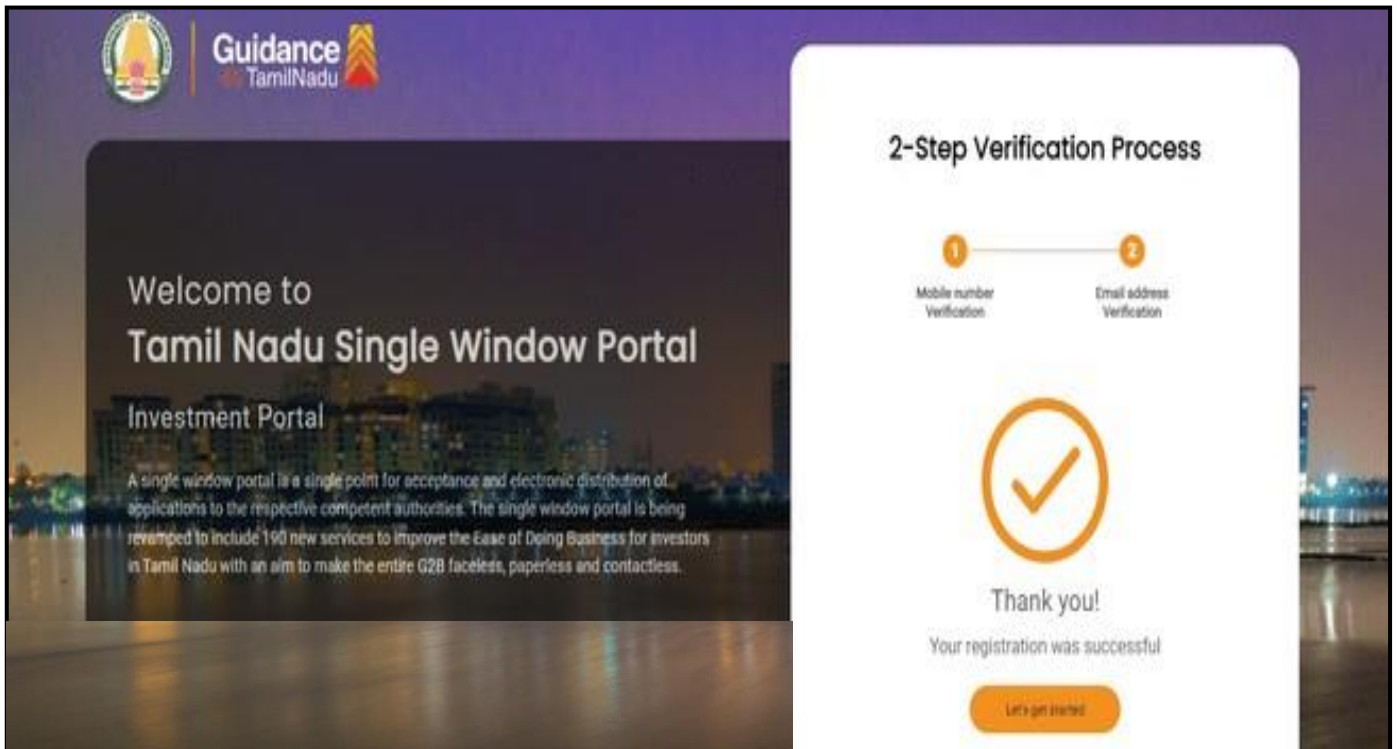 Guidance
TamilNadu
Welcome to
Tamil Nadu Single Window Portal
Investment Portal
A single window portal is a single point for acceptance and electronic distribution of
applications to the respective competent authorities. The single window portal is being
revamped to include 190 new services to improve the Ease of Doing Business for investors
in Tamil Nadu with an aim to make the entire G2B faceless, paperless and contactless.
2-Step Verification Process
1
2
Mobile number
Verification
Email address
Verification
Thank you!
Your registration was successful
Let's get started